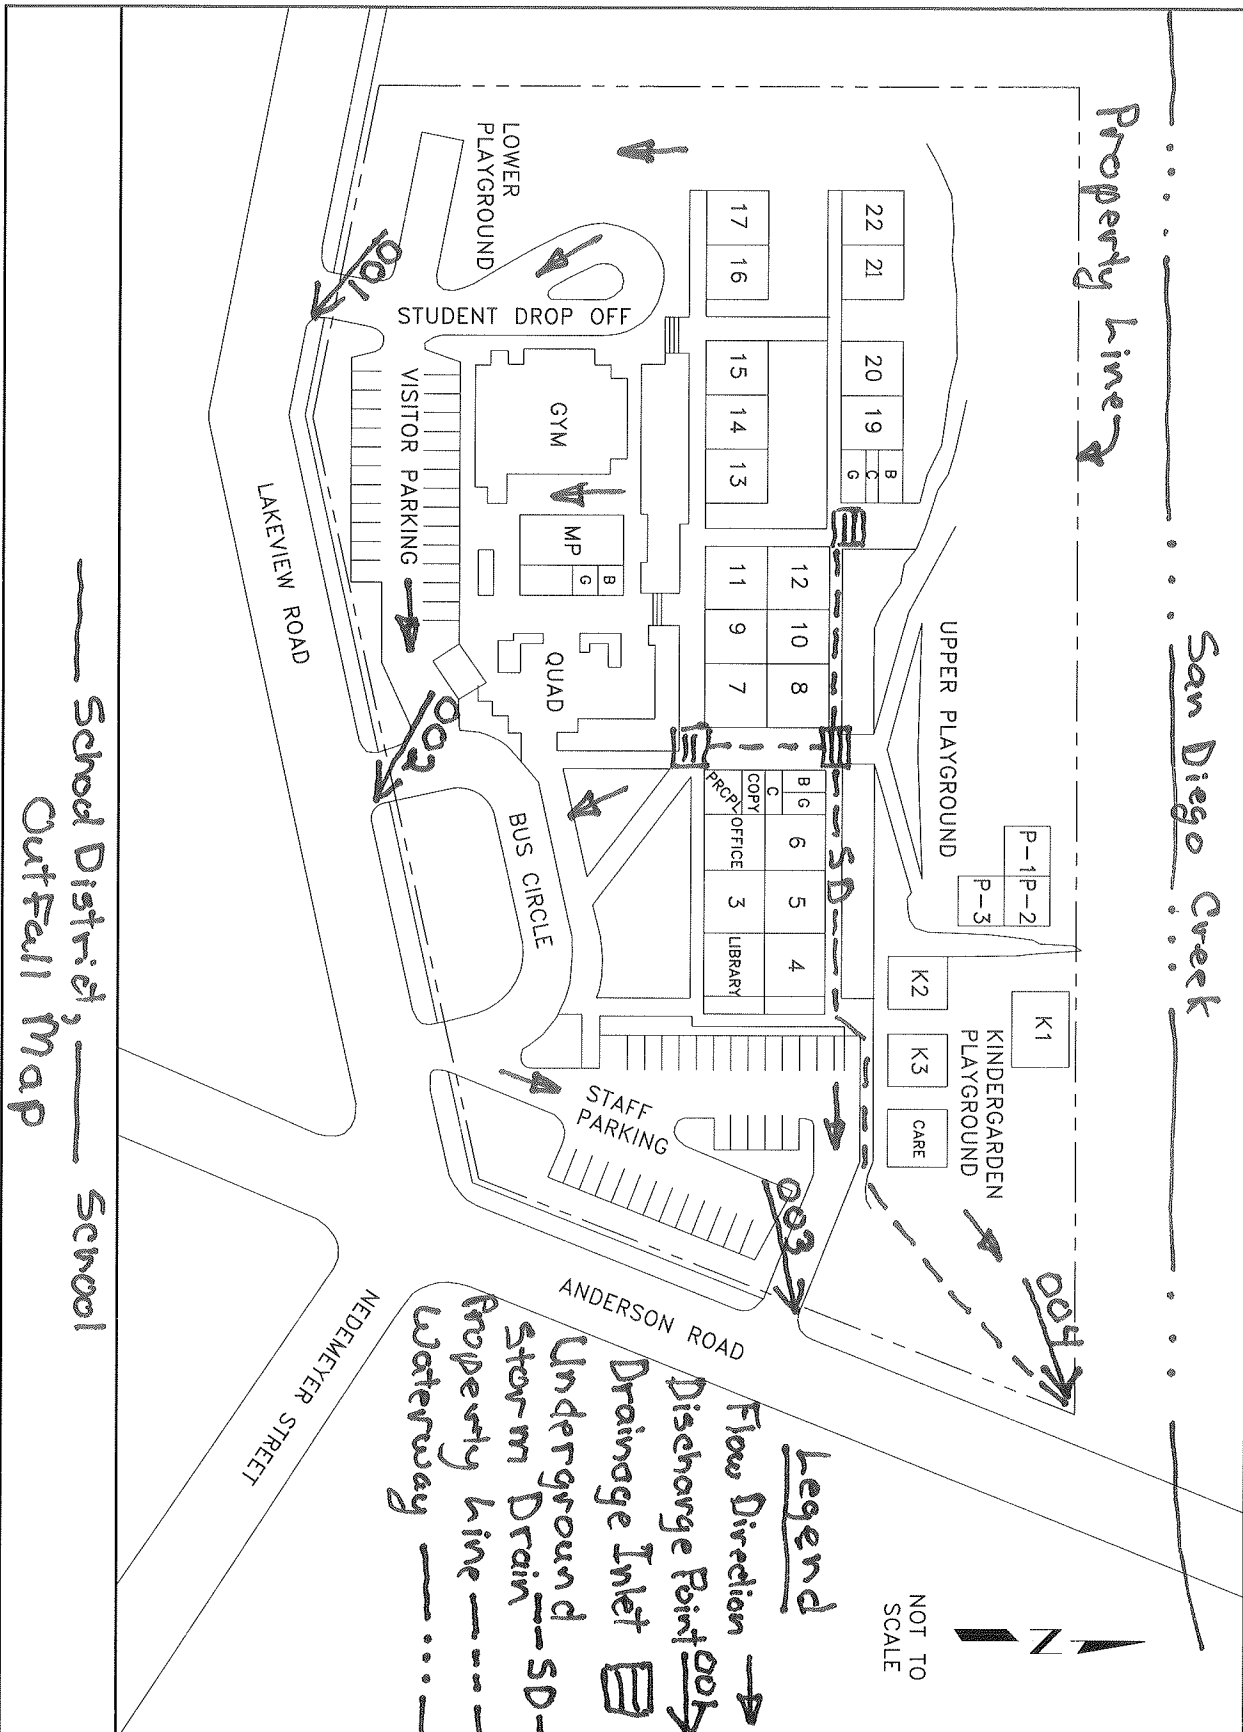 San Diego Creek
Property Line
22
21
20
19
B
C
G
17
16
15
14
13
12
11
10
9
8
7
B
G
C
COPY
PRCPL
OFFICE
6
5
4
3
LIBRARY
SD
UPPER PLAYGROUND
P-1
P-2
P-3
K1
K2
K3
CARE
KINDERGARDEN
PLAYGROUND
LOWER
PLAYGROUND
STUDENT DROP OFF
VISITOR PARKING
GYM
MP
B
G
QUAD
BUS CIRCLE
STAFF
PARKING
001
002
003
004
LAKEVIEW ROAD
ANDERSON ROAD
NEDEMEYER STREET
NOT TO
SCALE
N
Legend
Flow Direction
Discharge Point 001
Drainage Inlet
Underground
Storm Drain --SD-
Property Line
Waterway
School District, School
Outfall Map